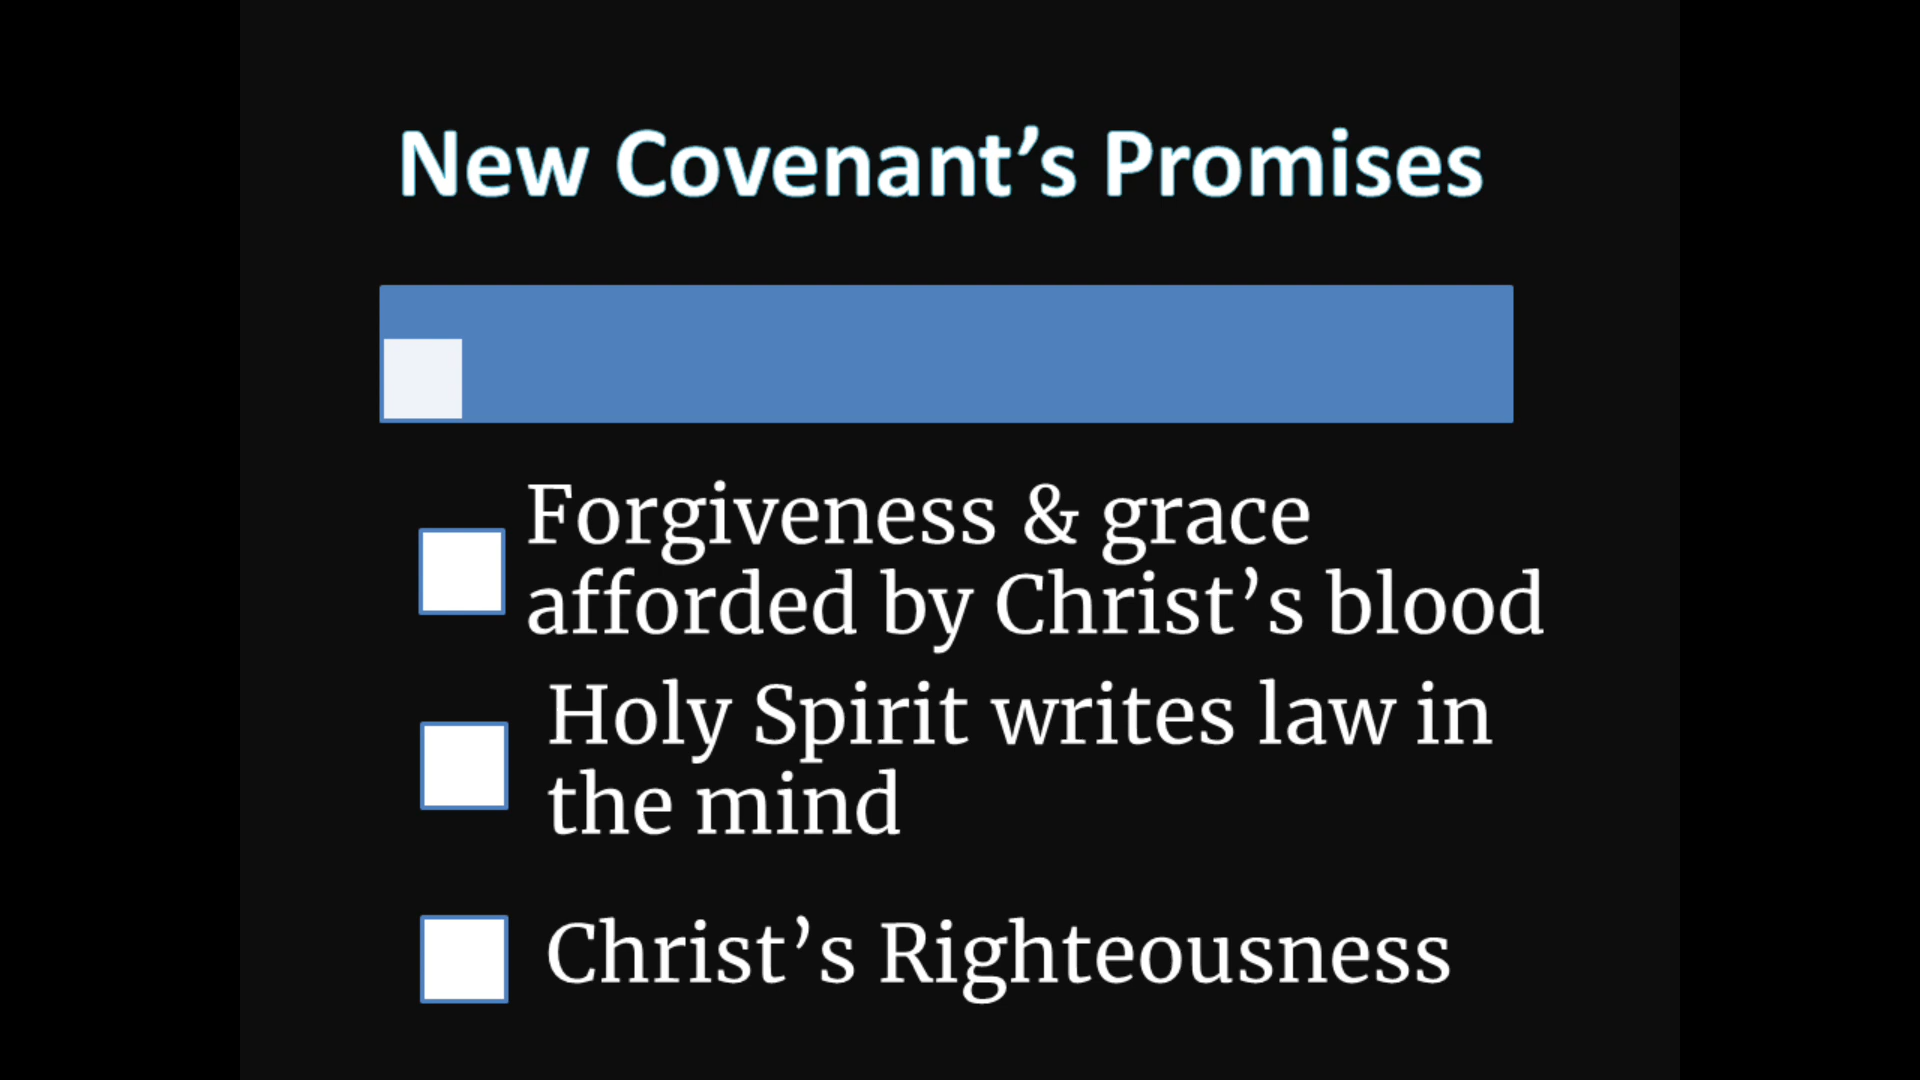 New Covenant’s Promises
Forgiveness & grace
afforded by Christ’s blood
Holy Spirit writes law in
the mind
Christ’s Righteousness